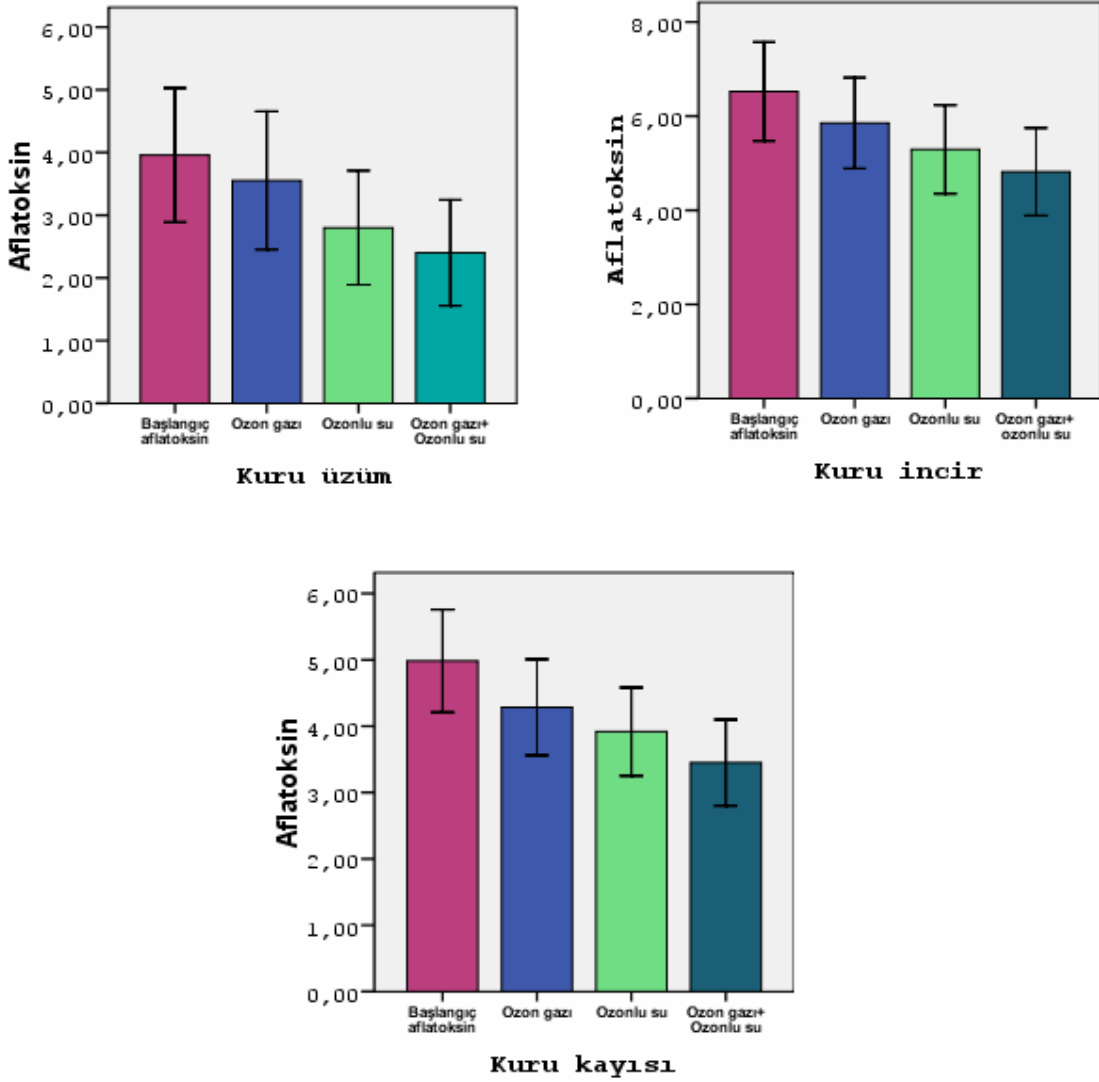 6,00
5,00
4,00
3,00
2,00
1,00
0,00
Aflatoksin
Başlangıç
aflatoksin
Ozon gazı
Ozonlu su
Ozon gazı+
Ozonlu su
Kuru üzüm
8,00
6,00
4,00
2,00
0,00
Aflatoksin
Başlangıç
aflatoksin
Ozon gazı
Ozonlu su
Ozon gazı+
ozonlu su
Kuru incir
6,00
5,00
4,00
3,00
2,00
1,00
0,00
Aflatoksin
Başlangıç
aflatoksin
Ozon gazı
Ozonlu su
Ozon gazı+
Ozonlu su
Kuru kayısı